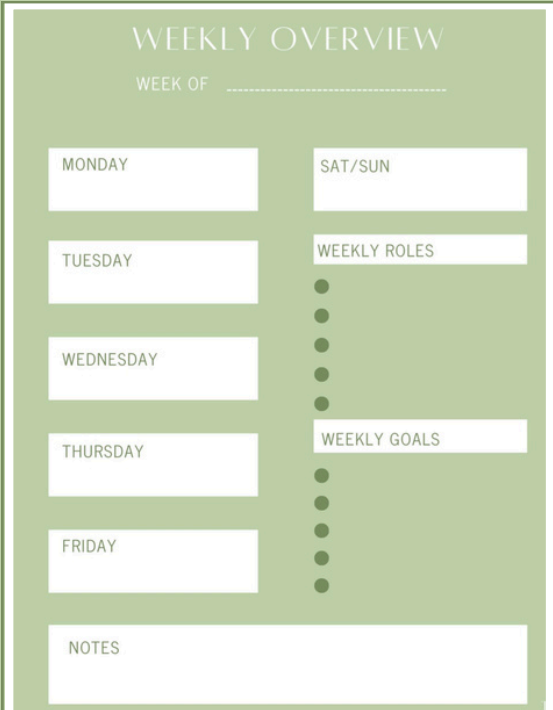 WEEKLY OVERVIEW
WEEK OF
MONDAY
TUESDAY
WEDNESDAY
THURSDAY
FRIDAY
SAT/SUN
WEEKLY ROLES
WEEKLY GOALS
NOTES